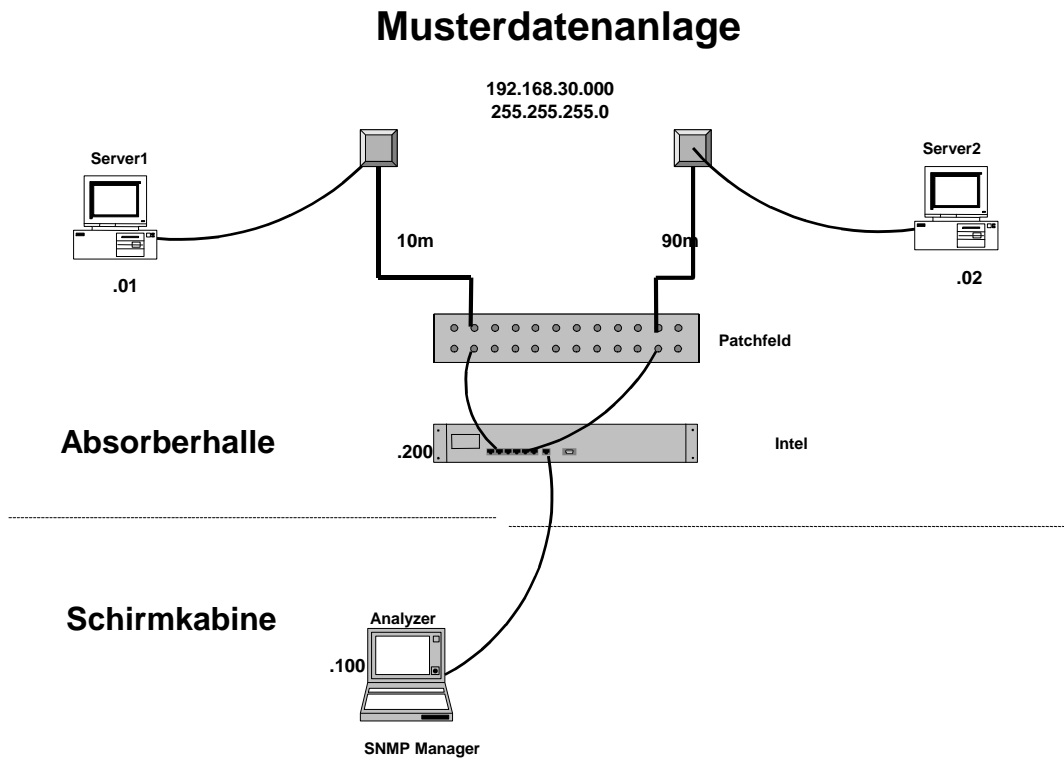 Musterdatenanlage
192.168.30.000
255.255.255.0
Server1
Server2
10m
90m
.01
.02
Patchfeld
Absorberhalle
.200
Intel
Schirmkabine
Analyzer
.100
SNMP Manager